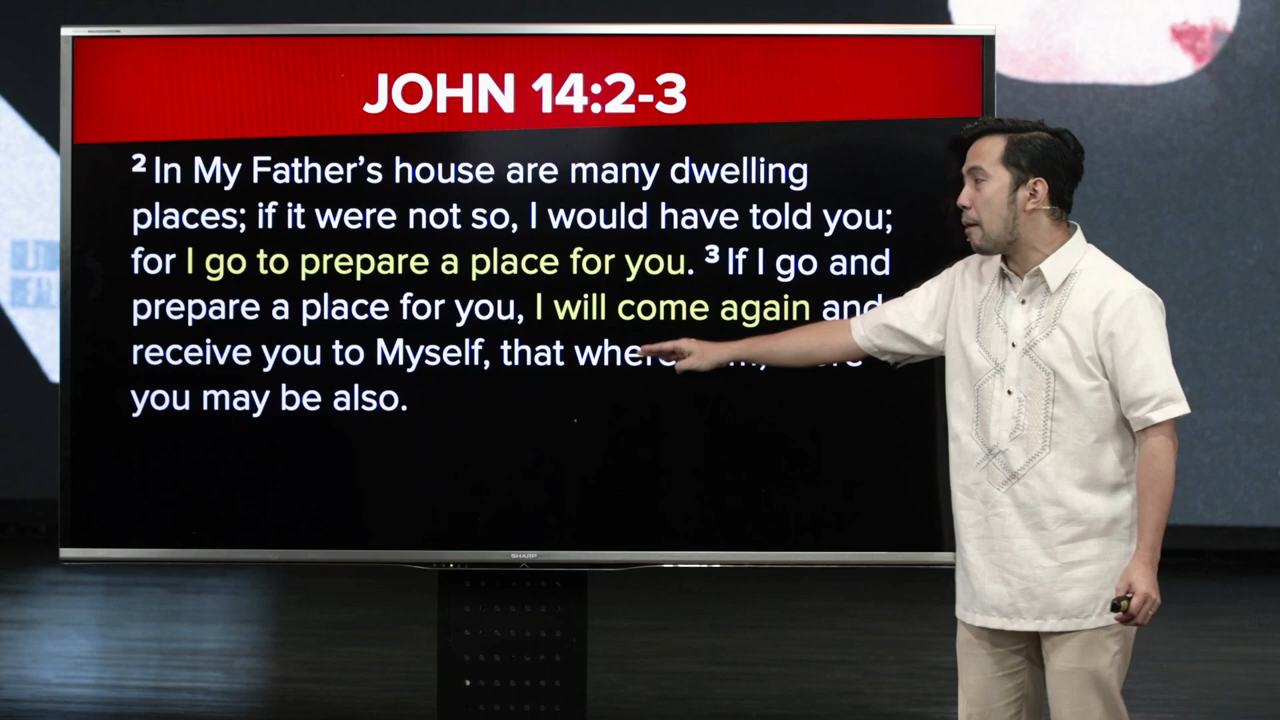 JOHN 14:2-3
² In My Father’s house are many dwelling
places; if it were not so, I would have told you;
for I go to prepare a place for you. ³ If I go and
prepare a place for you, I will come again and
receive you to Myself, that
you may be also.
SHARP